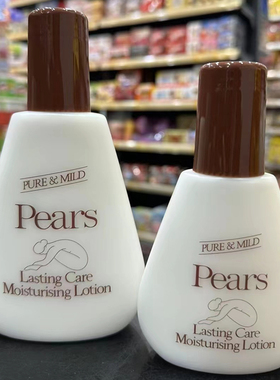 PURE & MILD
Pears
Lasting Care
Moisturising Lotion
PURE & MILD
Pears
Lasting Care
Moisturising Lotion